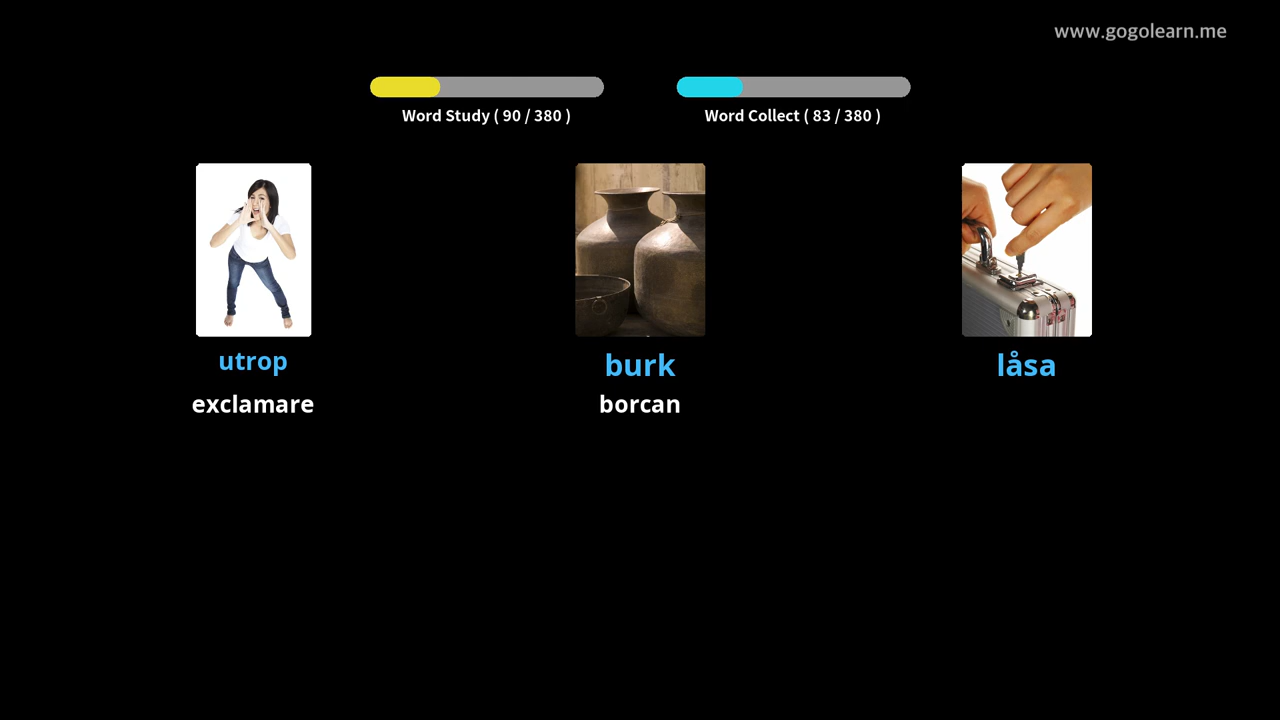 www.gogolearn.me
Word Study ( 90 / 380 )
Word Collect ( 83 / 380 )
utrop
burk
låsa
exclamare
borcan